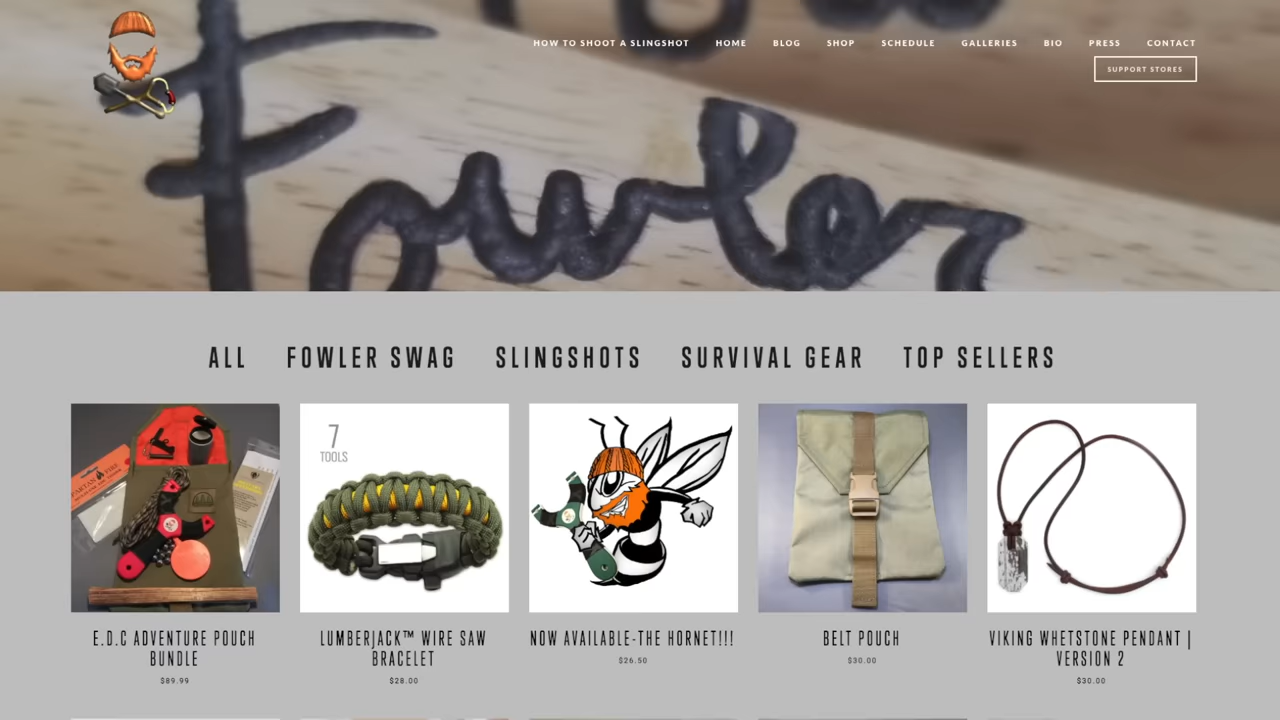 HOW TO SHOOT A SLINGSHOT HOME BLOG SHOP SCHEDULE GALLERIES BIO PRESS CONTACT
SUPPORT STORES
Fowler
ALL FOWLER SWAG SLINGSHOTS SURVIVAL GEAR TOP SELLERS
7
TOOLS
E.D.C ADVENTURE POUCH
BUNDLE
$89.99
LUMBERJACK™ WIRE SAW
BRACELET
$28.00
NOW AVAILABLE-THE HORNET!!!
$26.50
BELT POUCH
$30.00
VIKING WHETSTONE PENDANT |
VERSION 2
$30.00